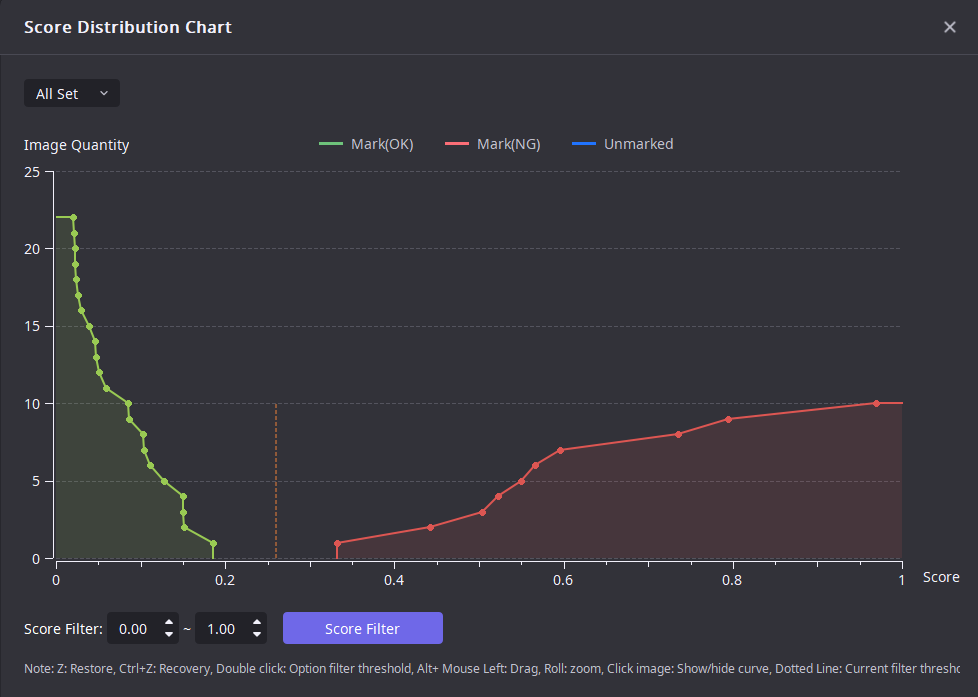 Score Distribution Chart
All Set
Image Quantity
Mark(OK) Mark(NG) Unmarked
25
20
15
10
5
0
0 0.2 0.4 0.6 0.8 1 Score
Score Filter: 0.00 ~ 1.00 Score Filter
Note: Z: Restore, Ctrl+Z: Recovery, Double click: Option filter threshold, Alt+ Mouse Left: Drag, Roll: zoom, Click image: Show/hide curve, Dotted Line: Current filter